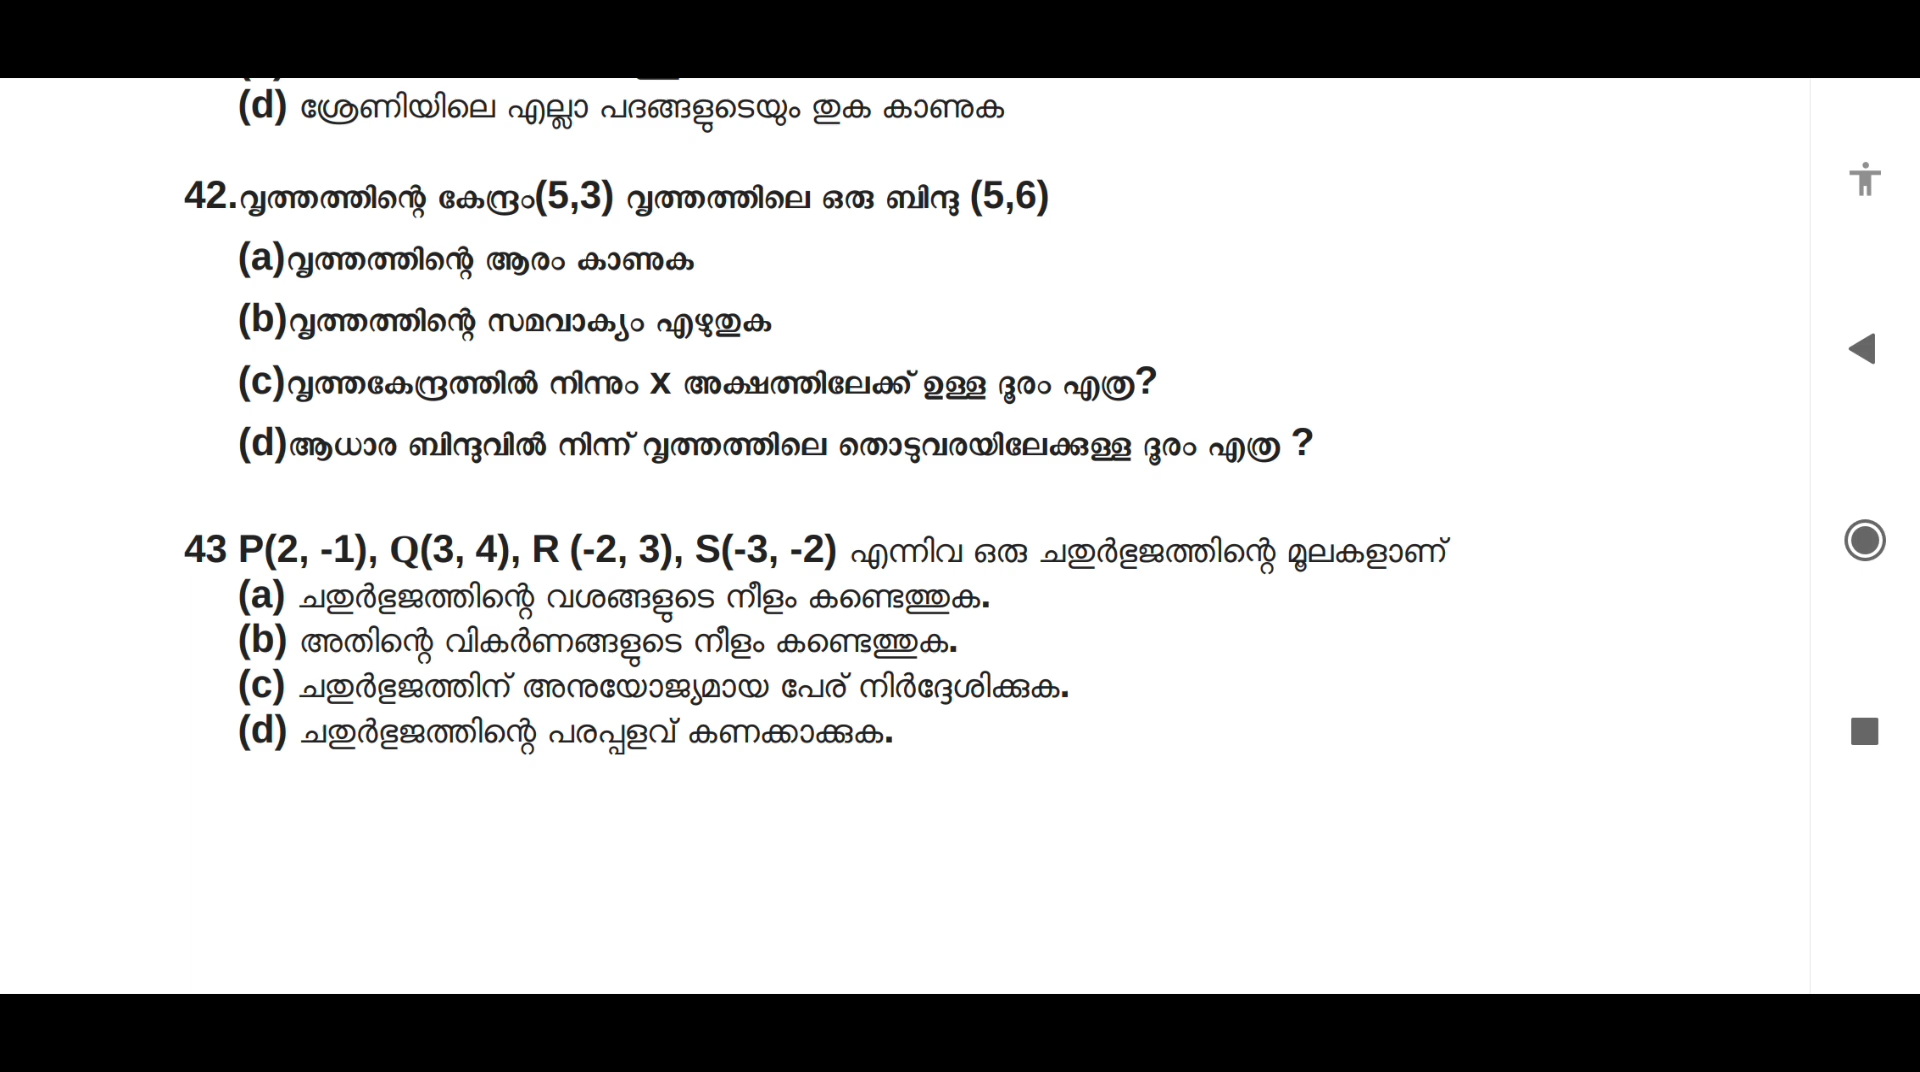 (d) ശ്രേണിയിലെ എല്ലാ പദങ്ങളുടെയും തുക കാണുക
42.വൃത്തത്തിന്റെ കേന്ദ്രം(5,3) വൃത്തത്തിലെ ഒരു ബിന്ദു (5,6)
(a)വൃത്തത്തിന്റെ ആരം കാണുക
(b)വൃത്തത്തിന്റെ സമവാക്യം എഴുതുക
(c)വൃത്തകേന്ദ്രത്തിൽ നിന്നും x അക്ഷത്തിലേക്ക് ഉള്ള ദൂരം എത്ര?
(d)ആധാര ബിന്ദുവിൽ നിന്ന് വൃത്തത്തിലെ തൊടുവരയിലേക്കുള്ള ദൂരം എത്ര ?
43 P(2, -1), Q(3, 4), R (-2, 3), S(-3, -2) എന്നിവ ഒരു ചതുർഭുജത്തിന്റെ മൂലകളാണ്
(a) ചതുർഭുജത്തിന്റെ വശങ്ങളുടെ നീളം കണ്ടെത്തുക.
(b) അതിന്റെ വികർണങ്ങളുടെ നീളം കണ്ടെത്തുക.
(c) ചതുർഭുജത്തിന് അനുയോജ്യമായ പേര് നിർദ്ദേശിക്കുക.
(d) ചതുർഭുജത്തിന്റെ പരപ്പളവ് കണക്കാക്കുക.